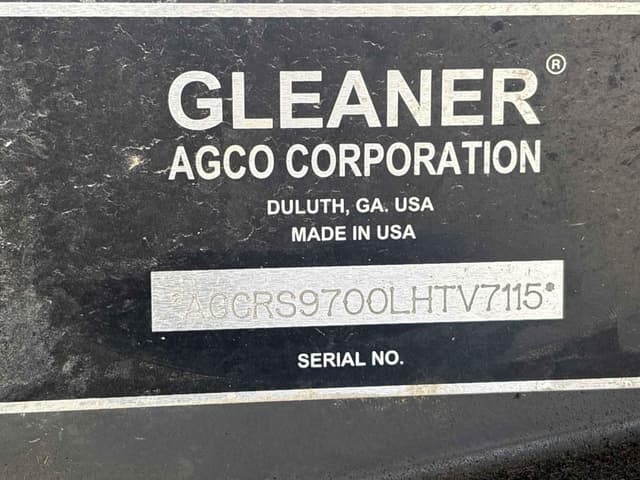 GLEANER®
AGCO CORPORATION
DULUTH, GA. USA
MADE IN USA
*AGCRS9700LHTV7115*
SERIAL NO.